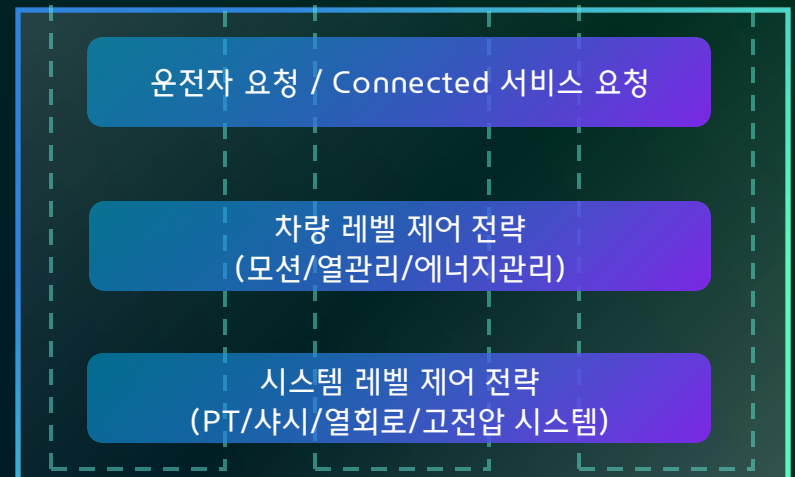 운전자 요청 / Connected 서비스 요청
차량 레벨 제어 전략
(모션/열관리/에너지관리)
시스템 레벨 제어 전략
(PT/샤시/열회로/고전압 시스템)